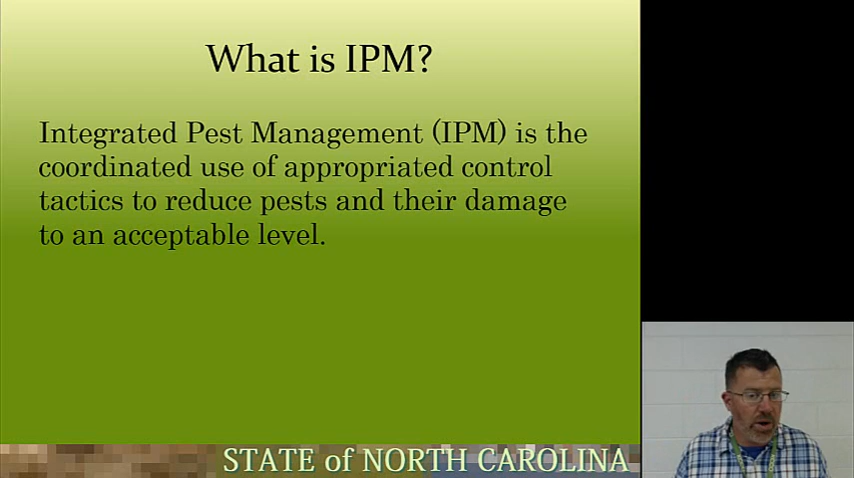 What is IPM?
Integrated Pest Management (IPM) is the
coordinated use of appropriated control
tactics to reduce pests and their damage
to an acceptable level.
STATE of NORTH CAROLINA